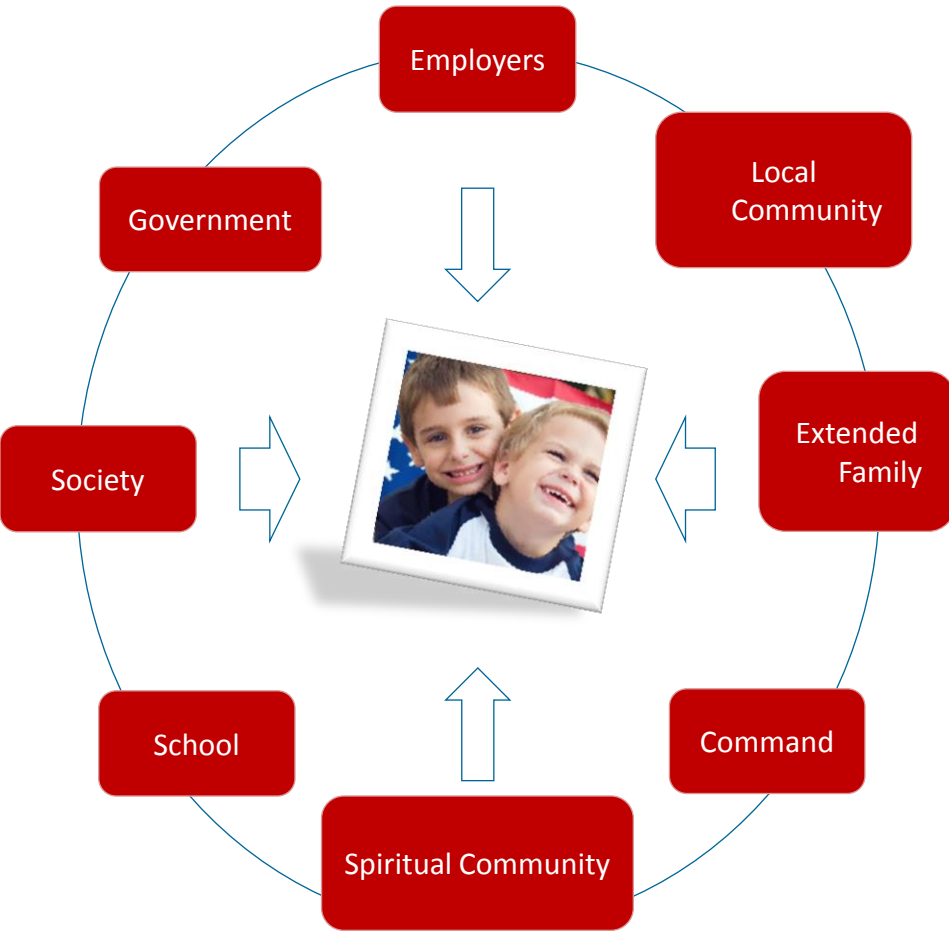 Employers
Local
Community
Government
Extended
Family
Society
Command
School
Spiritual Community